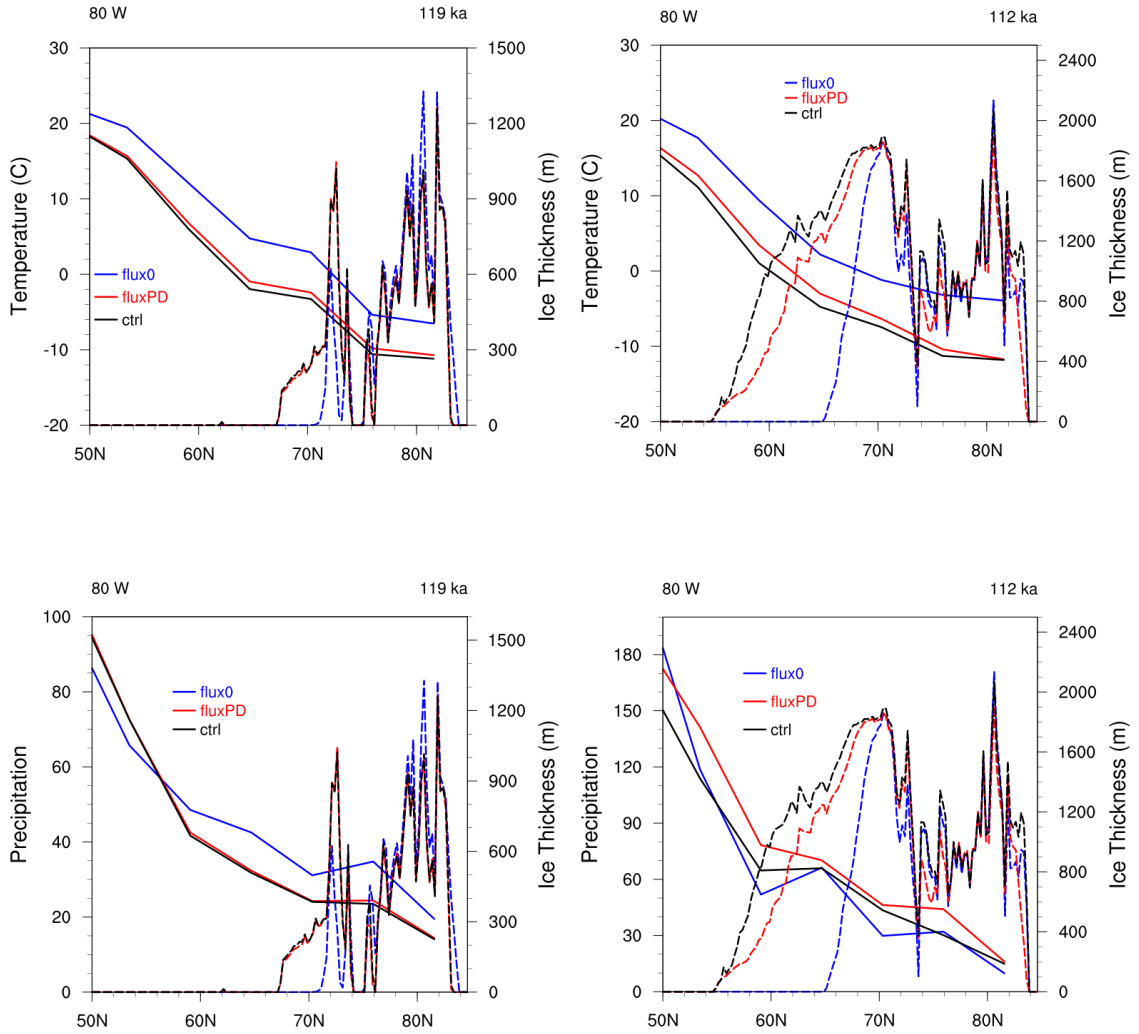 80 W 119 ka
30 1500
20 1200
10 900
0 600
-10 300
-20 0
Temperature (C)
Ice Thickness (m)
flux0
fluxPD
ctrl
50N 60N 70N 80N
80 W 112 ka
30
20
10
0
-10
-20
2400
2000
1600
1200
800
400
0
Temperature (C)
Ice Thickness (m)
flux0
fluxPD
ctrl
50N 60N 70N 80N
80 W 119 ka
100
80
60
40
20
0
1500
1200
900
600
300
0
Precipitation
Ice Thickness (m)
flux0
fluxPD
ctrl
50N 60N 70N 80N
80 W 112 ka
180
150
120
90
60
30
0
2400
2000
1600
1200
800
400
0
Precipitation
Ice Thickness (m)
flux0
fluxPD
ctrl
50N 60N 70N 80N